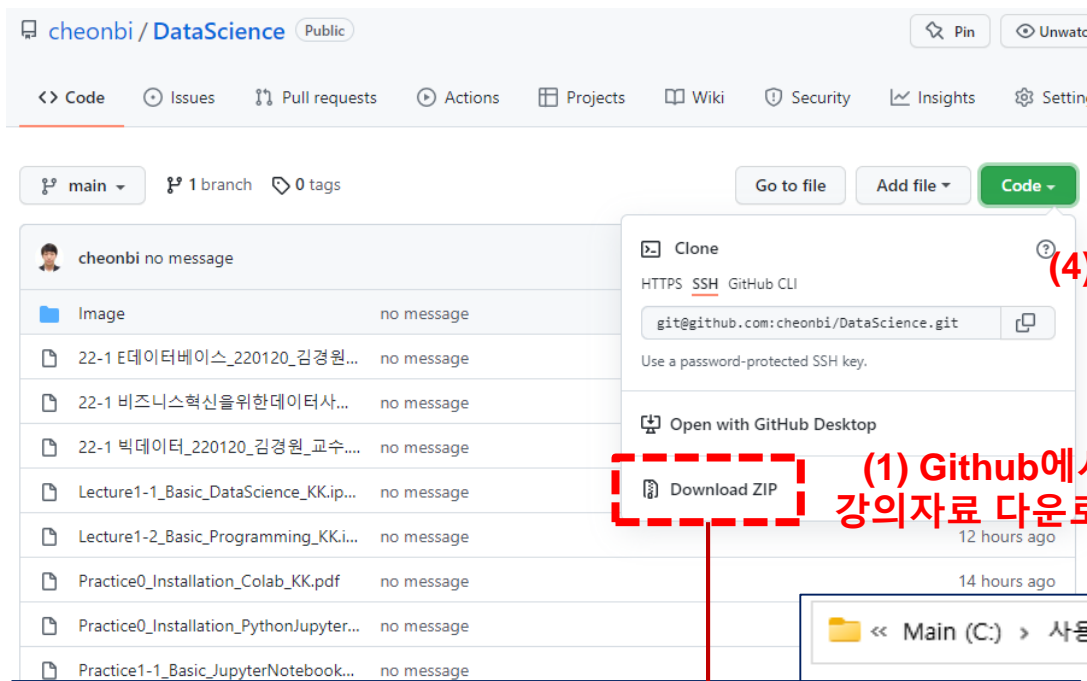 cheonbi / DataScience Public
Pin
Unwatc
<> Code Issues Pull requests Actions Projects Wiki Security Insights Setting
main 1 branch 0 tags Go to file Add file Code
cheonbi no message
Clone
HTTPS SSH GitHub CLI
(4)
git@github.com:cheonbi/DataScience.git
Use a password-protected SSH key.
Open with GitHub Desktop
Download ZIP
(1) Github에서
강의자료 다운로
Image no message
22-1 E데이터베이스_220120_김경원... no message
22-1 비즈니스혁신을위한데이터사... no message
22-1 빅데이터_220120_김경원_교수.... no message
Lecture1-1_Basic_DataScience_KK.ip... no message
Lecture1-2_Basic_Programming_KK.i... no message 12 hours ago
Practice0_Installation_Colab_KK.pdf no message 14 hours ago
Practice0_Installation_PythonJupyter... no message
Practice1-1_Basic_JupyterNotebook... no message
« Main (C:) › 사용